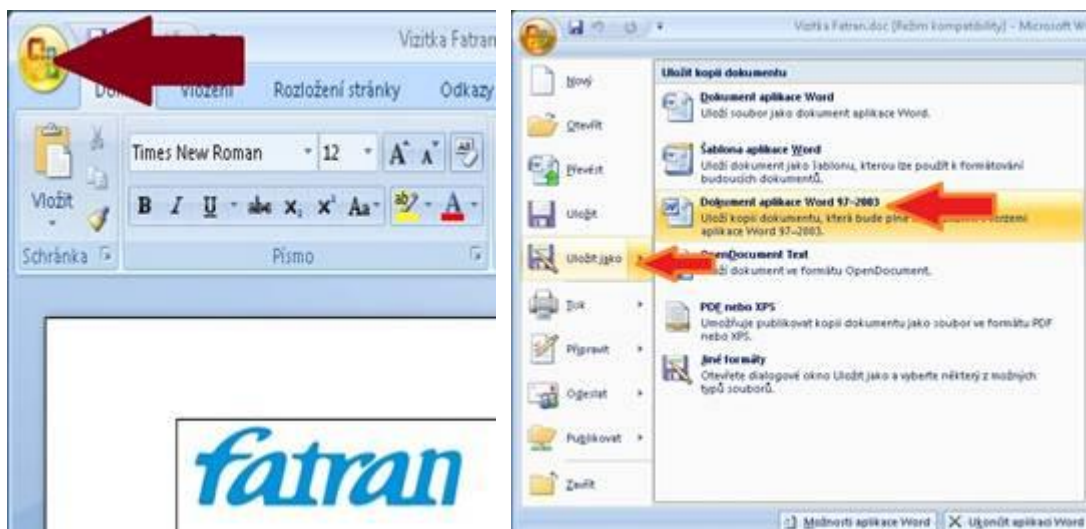 Vizitka Fatran
Vložení
Rozložení stránky
Odkazy
Times New Roman
12
A A
Vložit
B I U abc X, X² Aa ab A
Schránka
Písmo
fatran
Vizitka Fatran.doc [Režim kompatibility] - Microsoft W
Nový
Otevřít
Převést
Uložit
Uložit jako
Tisk
Připravit
Odeslat
Publikovat
Zavřít
Uložit kopii dokumentu
Dokument aplikace Word
Uloží soubor jako dokument aplikace Word.
Šablona aplikace Word
Uloží dokument jako šablonu, kterou lze použít k formátování
budoucích dokumentů.
Dokument aplikace Word 97–2003
Uloží kopii dokumentu, která bude plně
aplikace Word 97–2003.
OpenDocument Text
dokument ve formátu OpenDocument.
PDF nebo XPS
Umožňuje publikovat kopii dokumentu jako soubor ve formátu PDF
nebo XPS.
Jiné formáty
Otevřete dialogové okno Uložit jako a vyberte některý z možných
typů souborů.
Možnosti aplikace Word
Ukončit aplikaci Word